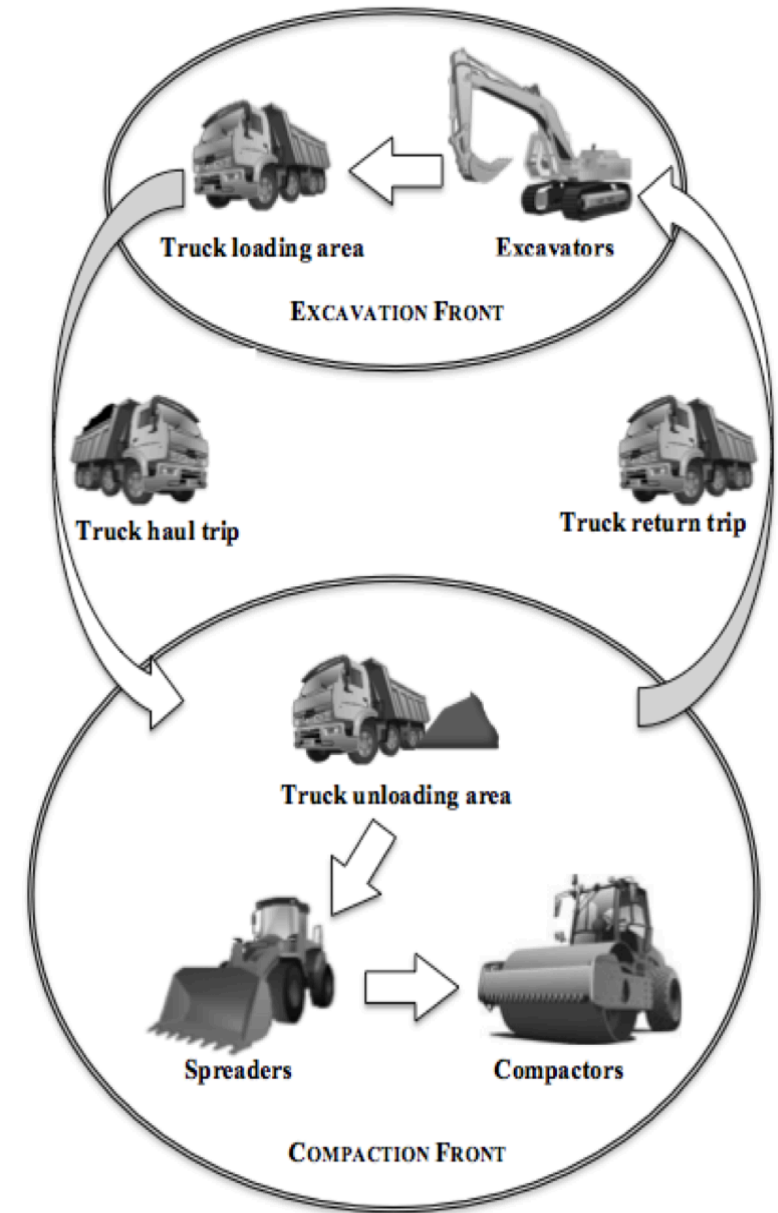 Truck loading area
Excavators
EXCAVATION FRONT
Truck haul trip
Truck return trip
Truck unloading area
Spreaders
Compactors
COMPACTION FRONT